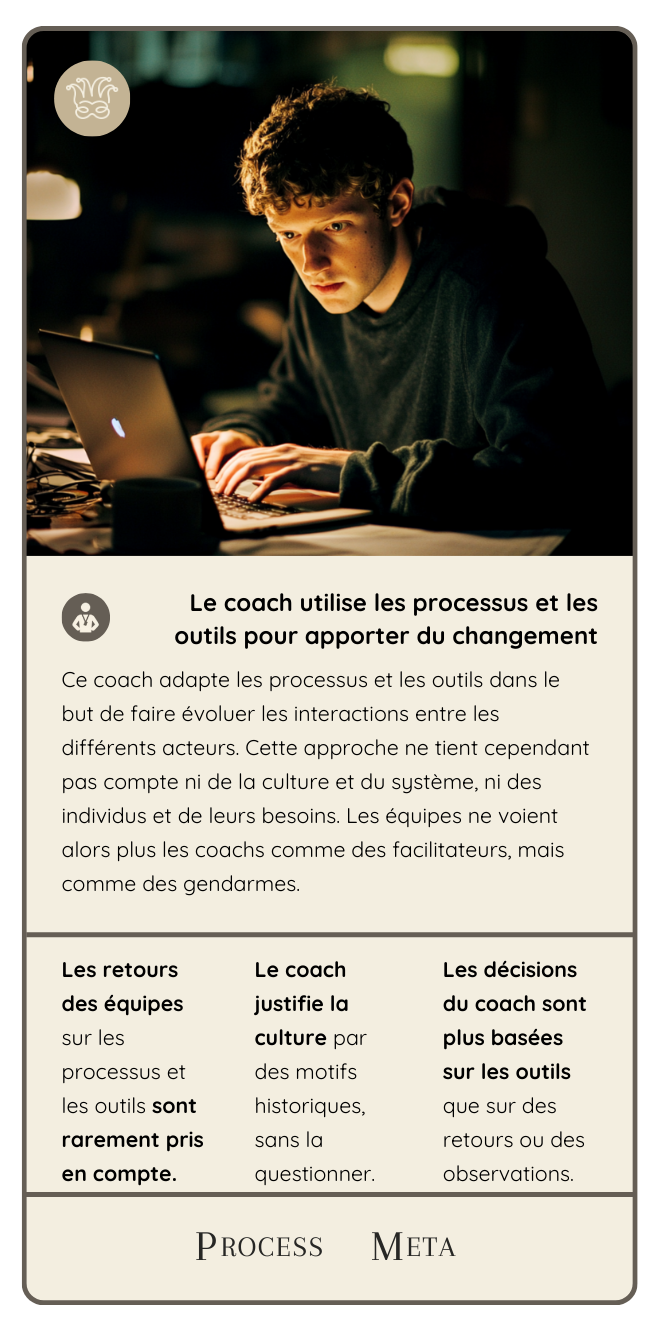 Le coach utilise les processus et les
outils pour apporter du changement
Ce coach adapte les processus et les outils dans le
but de faire évoluer les interactions entre les
différents acteurs. Cette approche ne tient cependant
pas compte ni de la culture et du système, ni des
individus et de leurs besoins. Les équipes ne voient
alors plus les coachs comme des facilitateurs, mais
comme des gendarmes.
Les retours
des équipes
sur les
processus et
les outils sont
rarement pris
en compte.
Le coach
justifie la
culture par
des motifs
historiques,
sans la
questionner.
Les décisions
du coach sont
plus basées
sur les outils
que sur des
retours ou des
observations.
Process Meta